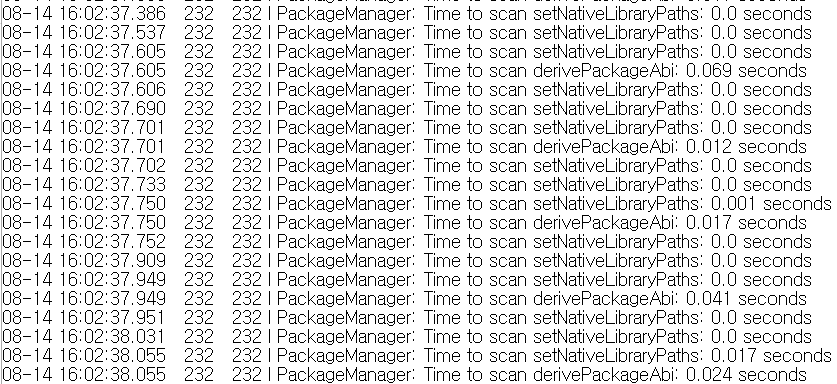 08-14 16:02:37.386 232 232 I PackageManager: Time to scan setNativeLibraryPaths: 0.0 seconds
08-14 16:02:37.537 232 232 I PackageManager: Time to scan setNativeLibraryPaths: 0.0 seconds
08-14 16:02:37.605 232 232 I PackageManager: Time to scan setNativeLibraryPaths: 0.0 seconds
08-14 16:02:37.605 232 232 I PackageManager: Time to scan derivePackageAbi: 0.069 seconds
08-14 16:02:37.606 232 232 I PackageManager: Time to scan setNativeLibraryPaths: 0.0 seconds
08-14 16:02:37.690 232 232 I PackageManager: Time to scan setNativeLibraryPaths: 0.0 seconds
08-14 16:02:37.701 232 232 I PackageManager: Time to scan setNativeLibraryPaths: 0.0 seconds
08-14 16:02:37.701 232 232 I PackageManager: Time to scan derivePackageAbi: 0.012 seconds
08-14 16:02:37.702 232 232 I PackageManager: Time to scan setNativeLibraryPaths: 0.0 seconds
08-14 16:02:37.733 232 232 I PackageManager: Time to scan setNativeLibraryPaths: 0.0 seconds
08-14 16:02:37.750 232 232 I PackageManager: Time to scan setNativeLibraryPaths: 0.001 seconds
08-14 16:02:37.750 232 232 I PackageManager: Time to scan derivePackageAbi: 0.017 seconds
08-14 16:02:37.752 232 232 I PackageManager: Time to scan setNativeLibraryPaths: 0.0 seconds
08-14 16:02:37.909 232 232 I PackageManager: Time to scan setNativeLibraryPaths: 0.0 seconds
08-14 16:02:37.949 232 232 I PackageManager: Time to scan setNativeLibraryPaths: 0.0 seconds
08-14 16:02:37.949 232 232 I PackageManager: Time to scan derivePackageAbi: 0.041 seconds
08-14 16:02:37.951 232 232 I PackageManager: Time to scan setNativeLibraryPaths: 0.0 seconds
08-14 16:02:38.031 232 232 I PackageManager: Time to scan setNativeLibraryPaths: 0.0 seconds
08-14 16:02:38.055 232 232 I PackageManager: Time to scan setNativeLibraryPaths: 0.017 seconds
08-14 16:02:38.055 232 232 I PackageManager: Time to scan derivePackageAbi: 0.024 seconds